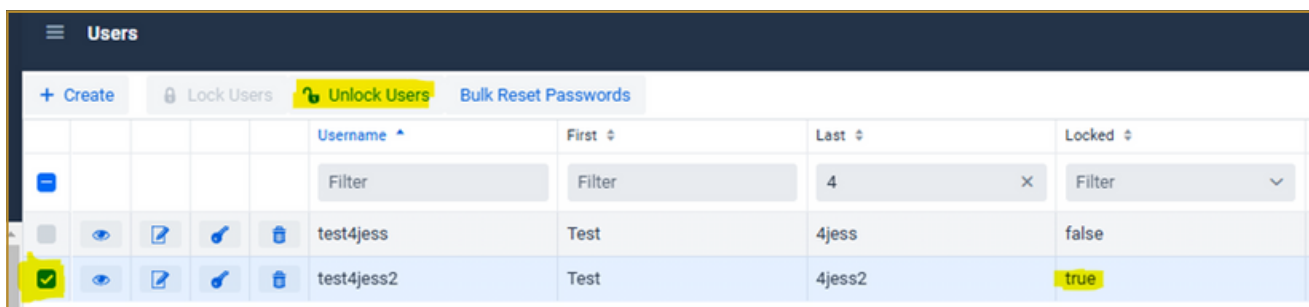 Users
+ Create Lock Users Unlock Users Bulk Reset Passwords
Username First Last Locked
Filter Filter 4 Filter
test4jess Test 4jess false
test4jess2 Test 4jess2 true